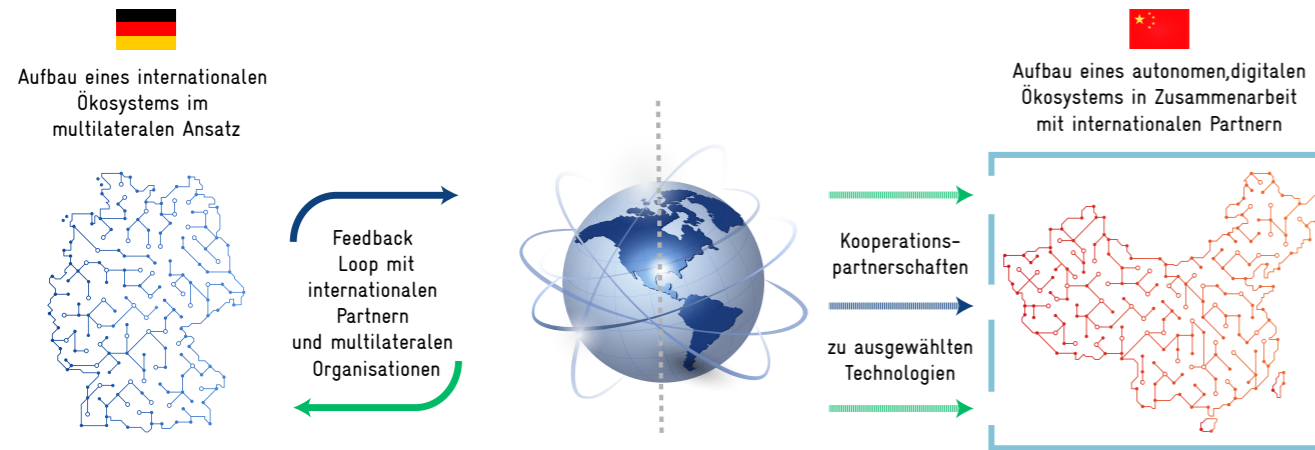 Aufbau eines internationalen
Ökosystems im
multilateralen Ansatz
Feedback
Loop mit
internationalen
Partnern
und multilateralen
Organisationen
Kooperations-
partnerschaften
zu ausgewählten
Technologien
Aufbau eines autonomen,digitalen
Ökosystems in Zusammenarbeit
mit internationalen Partnern